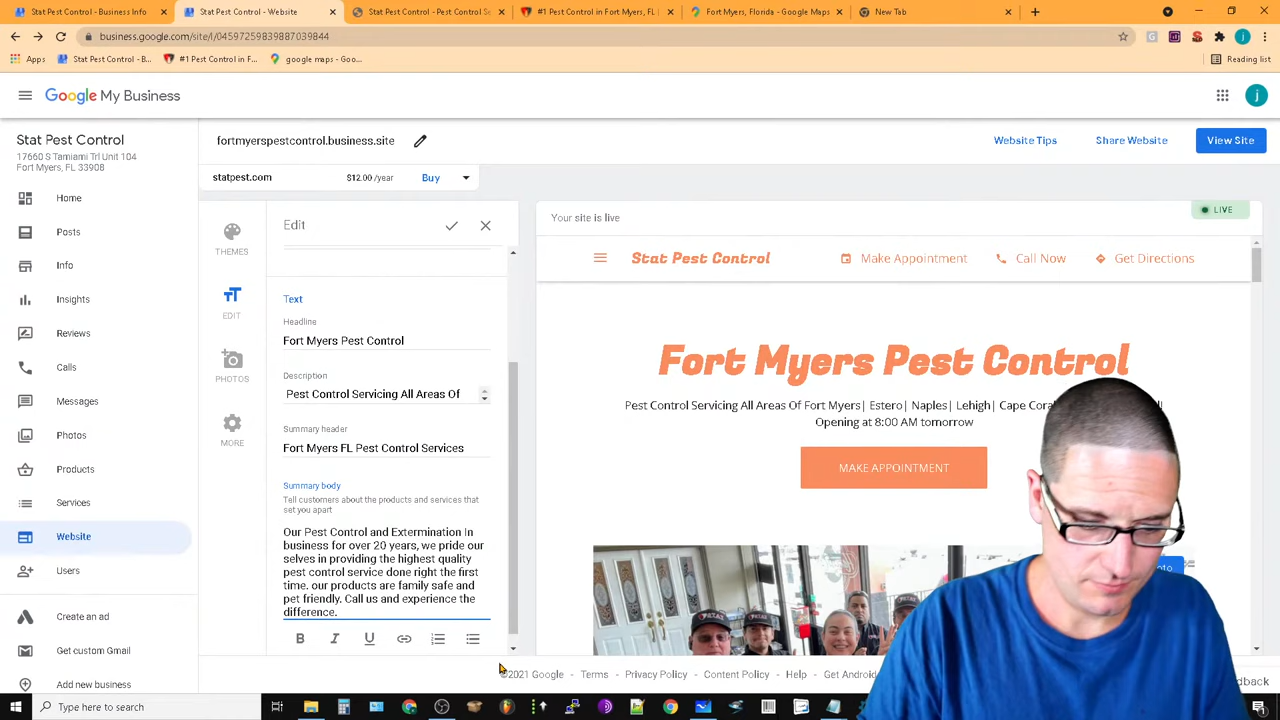 Stat Pest Control - Business Info
Stat Pest Control - Website
Stat Pest Control - Pest Control Se
#1 Pest Control in Fort Myers, FL |
Fort Myers, Florida - Google Maps
New Tab
business.google.com/site/l/04597259839887039844
Apps
Stat Pest Control - B...
#1 Pest Control in F...
google maps - Goo...
Reading list
Google My Business
j
Stat Pest Control
17660 S Tamiami Trl Unit 104
Fort Myers, FL 33908
Home
Posts
Info
Insights
Reviews
Calls
Messages
Photos
Products
Services
Website
Users
Create an ad
Get custom Gmail
Add new business
fortmyerspestcontrol.business.site
Website Tips
Share Website
View Site
statpest.com
$12.00 /year
Buy
THEMES
EDIT
PHOTOS
MORE
Edit
Text
Headline
Fort Myers Pest Control
Description
Pest Control Servicing All Areas Of
Summary header
Fort Myers FL Pest Control Services
Summary body
Tell customers about the products and services that
set you apart
Our Pest Control and Extermination In
business for over 20 years, we pride our
selves in providing the highest quality
pest control service done right the first
time. our products are family safe and
pet friendly. Call us and experience the
difference.
B I U
Your site is live
LIVE
Stat Pest Control
Make Appointment
Call Now
Get Directions
Fort Myers Pest Control
Pest Control Servicing All Areas Of Fort Myers| Estero| Naples| Lehigh| Cape Cora
Opening at 8:00 AM tomorrow
MAKE APPOINTMENT
©2021 Google - Terms - Privacy Policy - Content Policy - Help - Get Android
Type here to search